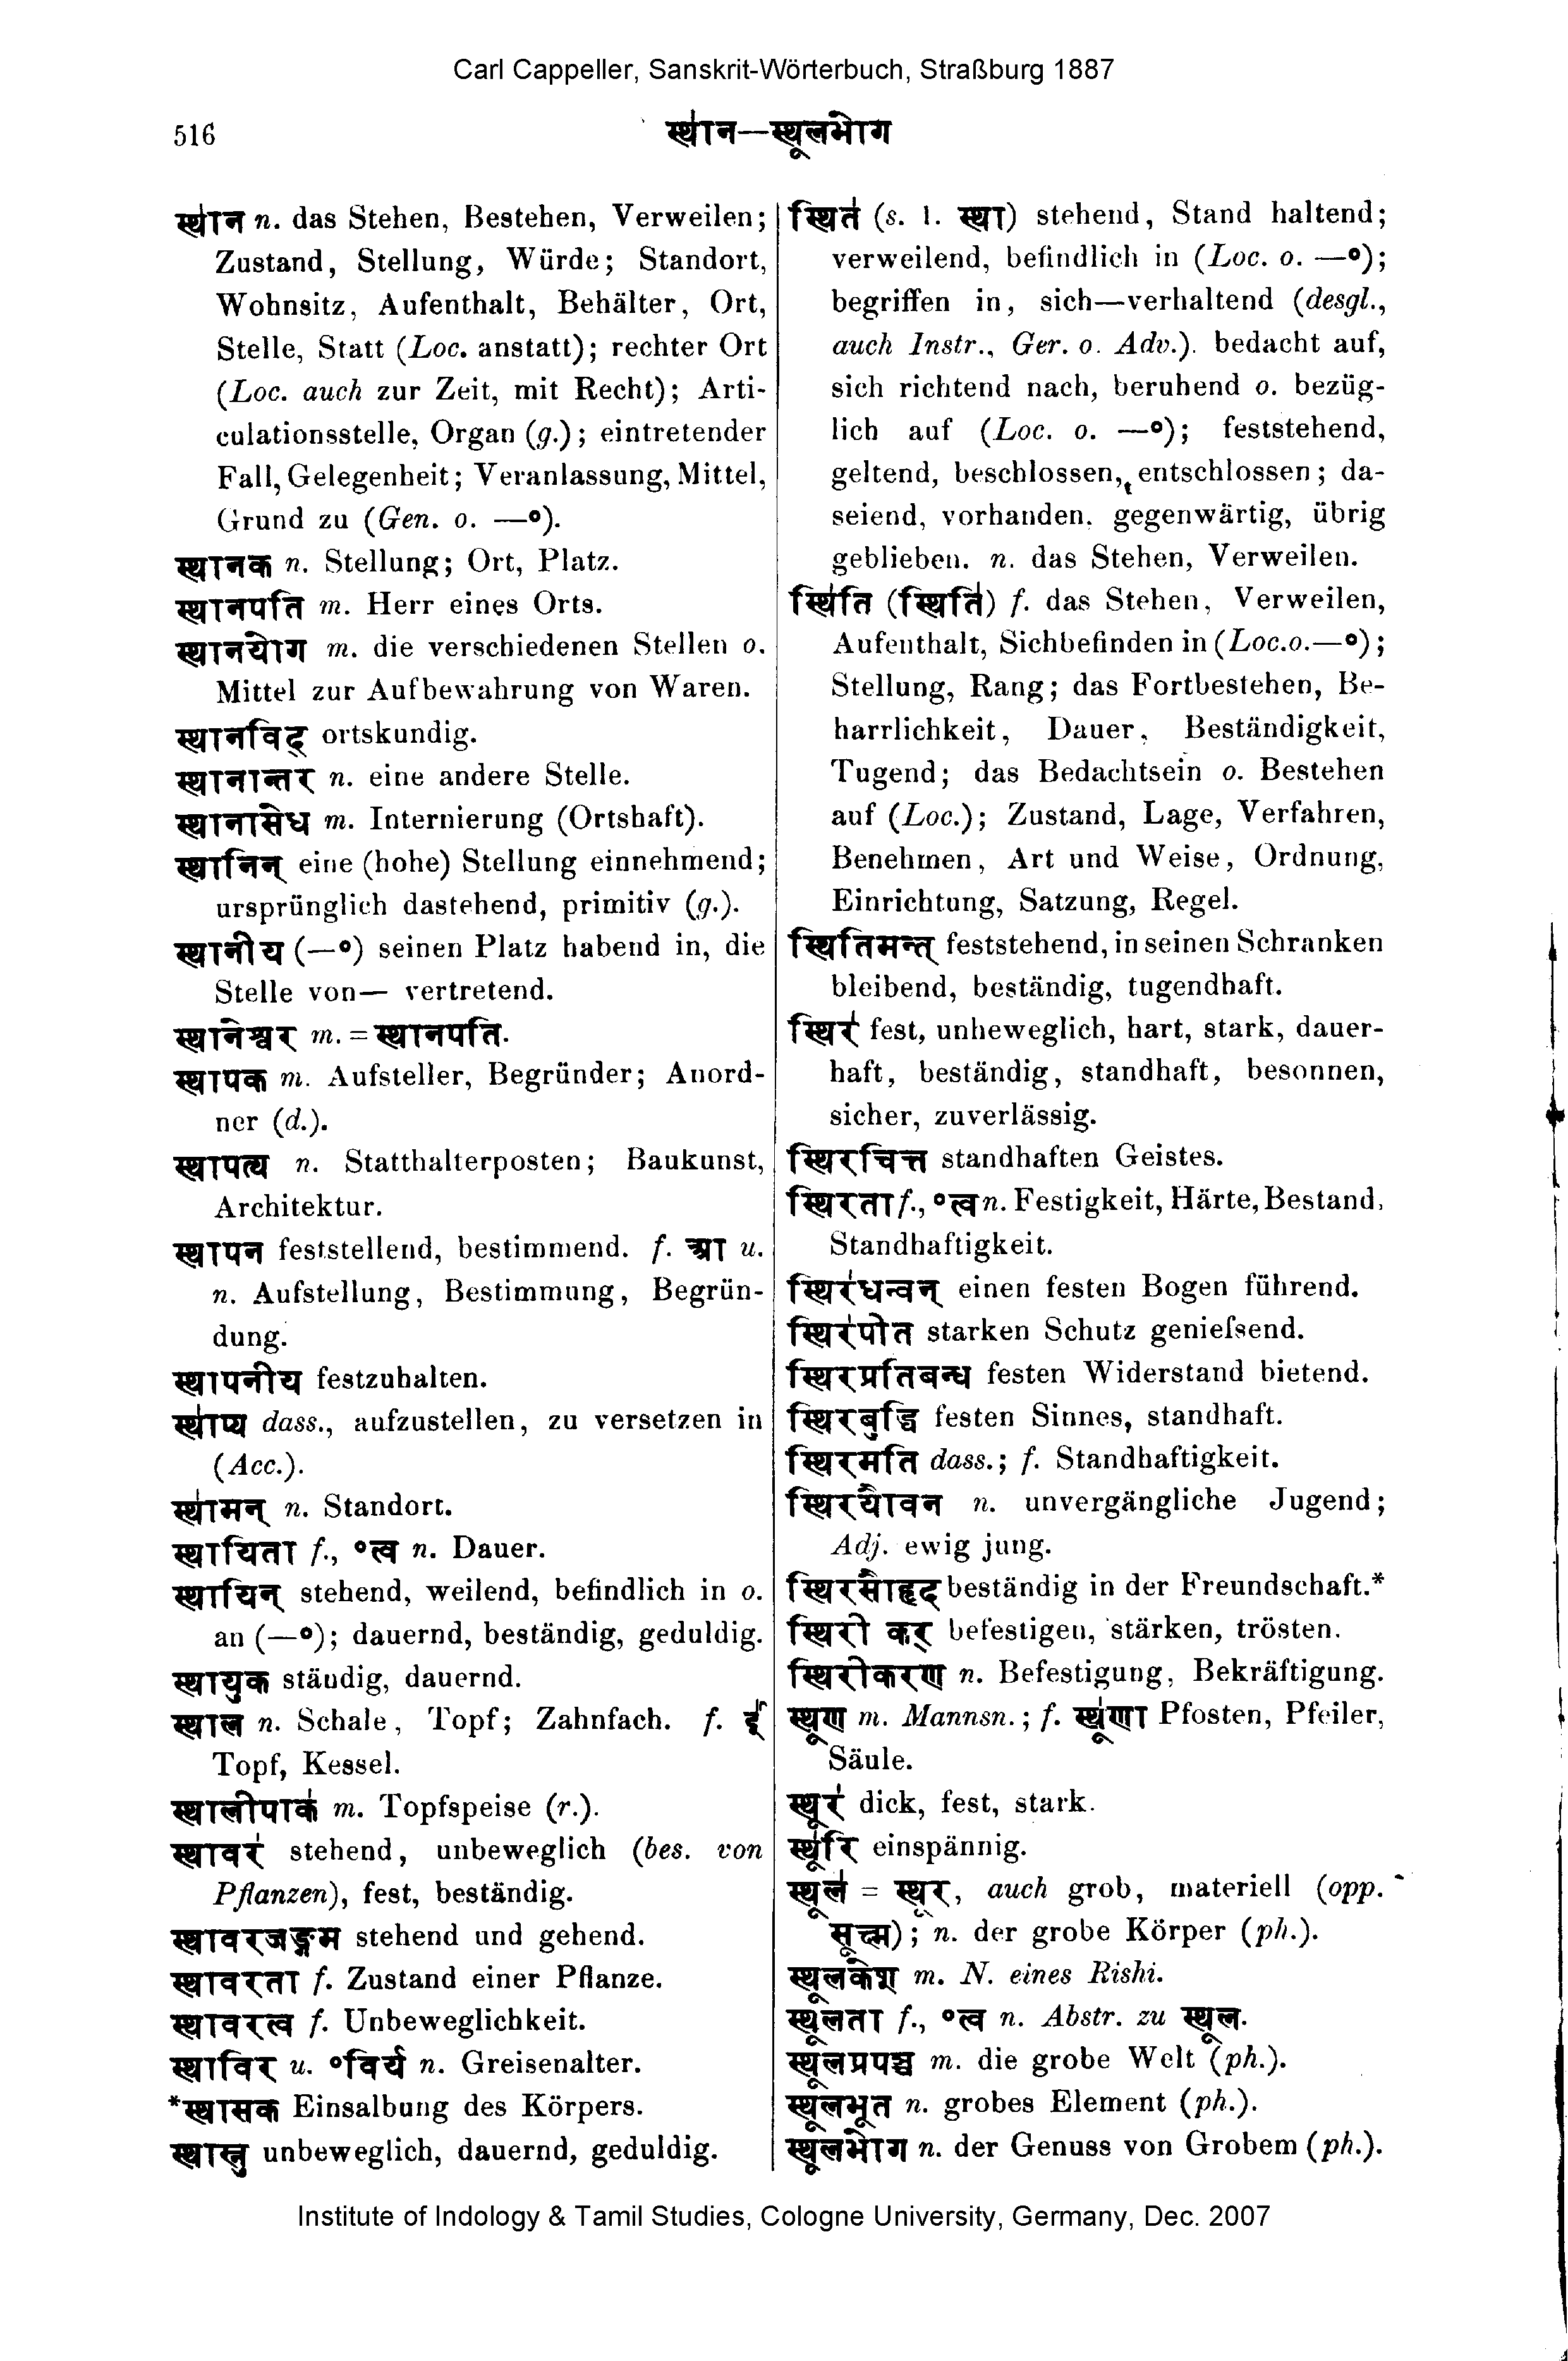 Carl Cappeller, Sanskrit-Wörterbuch, Straßburg 1887
516
स्था॑न—स्थूलभोग
स्था॑न n. das Stehen, Bestehen, Verweilen;
Zustand, Stellung, Würde; Standort,
Wohnsitz, Aufenthalt, Behälter, Ort,
Stelle, Statt (Loc. anstatt); rechter Ort
(Loc. auch zur Zeit, mit Recht); Arti-
culationsstelle, Organ (g.); eintretender
Fall, Gelegenheit; Veranlassung, Mittel,
Grund zu (Gen. o. —°).
स्थानक n. Stellung; Ort, Platz.
स्थानपति m. Herr eines Orts.
स्थानयोग m. die verschiedenen Stellen o.
Mittel zur Aufbewahrung von Waren.
स्थानविद् ortskundig.
स्थानान्तर n. eine andere Stelle.
स्थानासेध m. Internierung (Ortshaft).
स्थानिन् eine (hohe) Stellung einnehmend;
ursprünglich dastehend, primitiv (g.).
स्थानीय (—°) seinen Platz habend in, die
Stelle von— vertretend.
स्थानेश्वर m. = स्थानपति.
स्थापक m. Aufsteller, Begründer; Anord-
ner (d.).
स्थापत्य n. Statthalterposten; Baukunst,
Architektur.
स्थापन feststellend, bestimmend. f. आ u.
n. Aufstellung, Bestimmung, Begrün-
dung.
स्थापनीय festzuhalten.
स्था॑प्य dass., aufzustellen, zu versetzen in
(Acc.).
स्था॑मन् n. Standort.
स्थायिता f., °त्व n. Dauer.
स्थायिन् stehend, weilend, befindlich in o.
an (—°); dauernd, beständig, geduldig.
स्थायुक ständig, dauernd.
स्थाल n. Schale, Topf; Zahnfach. f. ई॑
Topf, Kessel.
स्थालीपाक॑ m. Topfspeise (r.).
स्थावर॑ stehend, unbeweglich (bes. von
Pflanzen), fest, beständig.
स्थावरजङ्गम stehend und gehend.
स्थावरता f. Zustand einer Pflanze.
स्थावरत्व f. Unbeweglichkeit.
स्थाविर u. °विर्य n. Greisenalter.
*स्थासक Einsalbung des Körpers.
स्थास्नु unbeweglich, dauernd, geduldig.
स्थित॑ (s. 1. स्था) stehend, Stand haltend;
verweilend, befindlich in (Loc. o. —°);
begriffen in, sich—verhaltend (desgl.,
auch Instr., Ger. o. Adv.). bedacht auf,
sich richtend nach, beruhend o. bezüg-
lich auf (Loc. o. —°); feststehend,
geltend, beschlossen, entschlossen; da-
seiend, vorhanden, gegenwärtig, übrig
geblieben. n. das Stehen, Verweilen.
स्थि॑ति (स्थिति॑) f. das Stehen, Verweilen,
Aufenthalt, Sichbefinden in (Loc. o. —°);
Stellung, Rang; das Fortbestehen, Be-
harrlichkeit, Dauer, Beständigkeit,
Tugend; das Bedachtsein o. Bestehen
auf (Loc.); Zustand, Lage, Verfahren,
Benehmen, Art und Weise, Ordnung,
Einrichtung, Satzung, Regel.
स्थितिमन्त् feststehend, in seinen Schranken
bleibend, beständig, tugendhaft.
स्थिर॑ fest, unbeweglich, hart, stark, dauer-
haft, beständig, standhaft, besonnen,
sicher, zuverlässig.
स्थिरचित्त standhaften Geistes.
स्थिरता f., °त्व n. Festigkeit, Härte, Bestand,
Standhaftigkeit.
स्थिर॑धन्वन् einen festen Bogen führend.
स्थिर॑पीत starken Schutz geniefsend.
स्थिरप्रतिबन्ध festen Widerstand bietend.
स्थिरबुद्धि festen Sinnes, standhaft.
स्थिरमति dass.; f. Standhaftigkeit.
स्थिरयौवन n. unvergängliche Jugend;
Adj. ewig jung.
स्थिरसौहृद beständig in der Freundschaft.*
स्थिरी कर् befestigen, stärken, trösten.
स्थिरीकरण n. Befestigung, Bekräftigung.
स्थूण m. Mannsn.; f. स्थू॑णा Pfosten, Pfeiler,
Säule.
स्थूर॑ dick, fest, stark.
स्थू॑रि einspännig.
स्थूल॑ = स्थूर, auch grob, materiell (opp.
सूक्ष्म); n. der grobe Körper (ph.).
स्थूलकेश m. N. eines Rishi.
स्थूलता f., °त्व n. Abstr. zu स्थूल.
स्थूलप्रपञ्च m. die grobe Welt (ph.).
स्थूलभूत n. grobes Element (ph.).
स्थूलभोग n. der Genuss von Grobem (ph.).
Institute of Indology & Tamil Studies, Cologne University, Germany, Dec. 2007